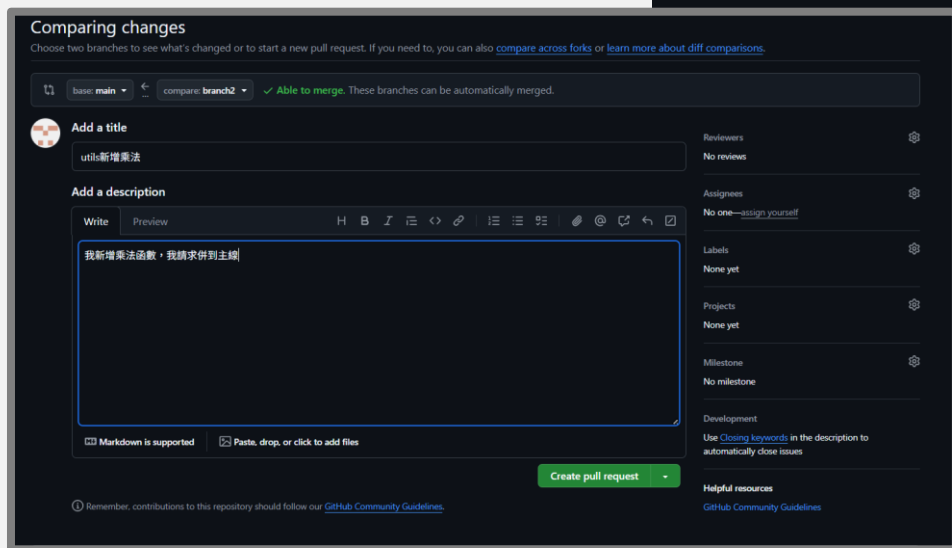 Comparing changes
Choose two branches to see what's changed or to start a new pull request. If you need to, you can also compare across forks or learn more about diff comparisons.
base: main ← ... compare: branch2 ✓ Able to merge. These branches can be automatically merged.
Add a title
utils新增乘法
Add a description
Write Preview
我新增乘法函數，我請求併到主線
Markdown is supported
Paste, drop, or click to add files
Create pull request
Remember, contributions to this repository should follow our GitHub Community Guidelines.
Reviewers
No reviews
Assignees
No one—assign yourself
Labels
None yet
Projects
None yet
Milestone
No milestone
Development
Use Closing keywords in the description to
automatically close issues
Helpful resources
GitHub Community Guidelines